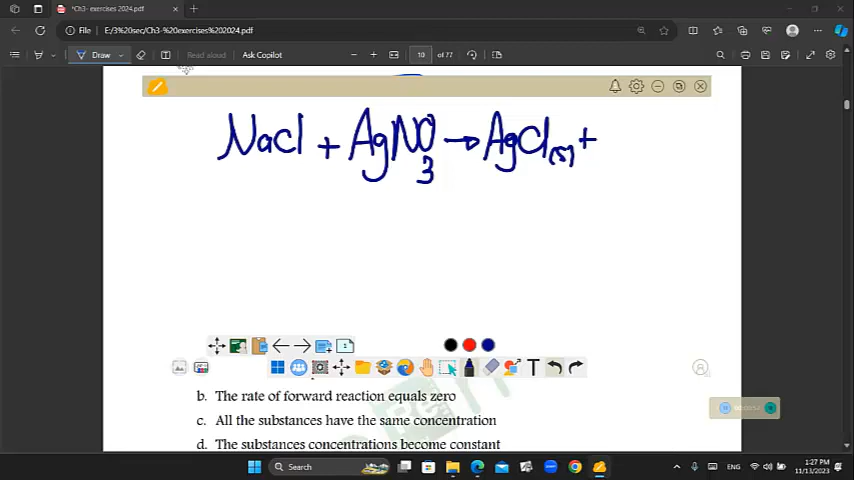 *Ch3- exercises 2024.pdf
File E:/3%20sec/Ch3-%20exercises%202024.pdf
Draw Read aloud Ask Copilot 10 of 77
NaCl + AgNO3 → AgCl(s) +
1
b. The rate of forward reaction equals zero
c. All the substances have the same concentration
d. The substances concentrations become constant
Search
ENG 1:27 PM
11/13/2023